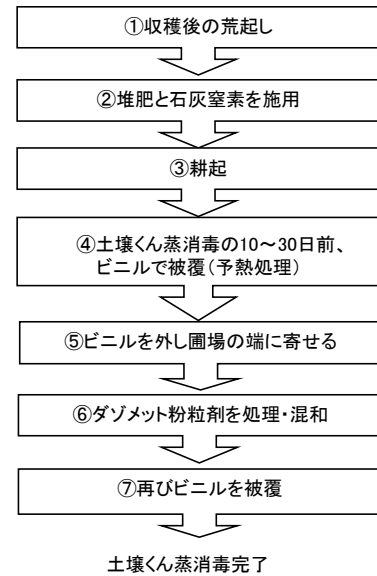 ①収穫後の荒起し
②堆肥と石灰窒素を施用
③耕起
④土壌くん蒸消毒の10～30日前、
ビニルで被覆(予熱処理)
⑤ビニルを外し圃場の端に寄せる
⑥ダゾメット粉粒剤を処理・混和
⑦再びビニルを被覆
土壌くん蒸消毒完了